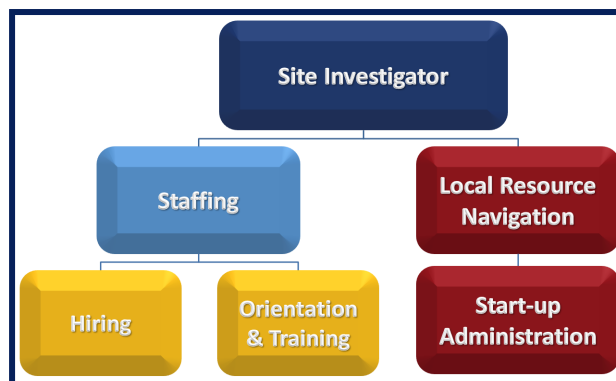 Site Investigator
Staffing
Local Resource
Navigation
Hiring
Orientation
& Training
Start-up
Administration